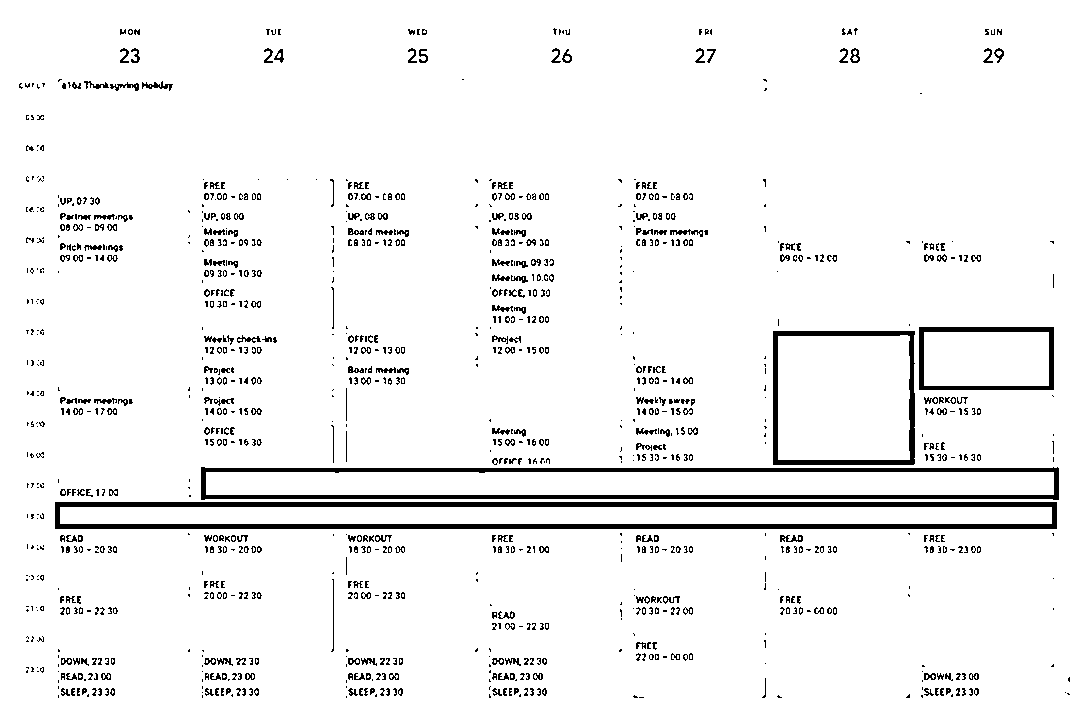 MON
23
TUE
24
WED
25
THU
26
FRI
27
SAT
28
SUN
29
a16z Thanksgiving Holiday
UP, 07 30
Partner meetings
08 00 – 09 00
Pitch meetings
09 00 – 14 00
Partner meetings
14 00 – 17 00
OFFICE, 17 00
READ
18 30 – 20 30
FREE
20 30 – 22 30
DOWN, 22 30
READ, 23 00
SLEEP, 23 30
FREE
07 00 – 08 00
UP, 08 00
Meeting
08 30 – 09 30
Meeting
09 30 – 10 30
OFFICE
10 30 – 12 00
Weekly check-ins
12 00 – 13 00
Project
13 00 – 14 00
Project
14 00 – 15 00
OFFICE
15 00 – 16 30
WORKOUT
18 30 – 20 00
FREE
20 00 – 22 30
DOWN, 22 30
READ, 23 00
SLEEP, 23 30
FREE
07 00 – 08 00
UP, 08 00
Board meeting
08 30 – 12 00
OFFICE
12 00 – 13 00
Board meeting
13 00 – 16 30
WORKOUT
18 30 – 20 00
FREE
20 00 – 22 30
DOWN, 22 30
READ, 23 00
SLEEP, 23 30
FREE
07 00 – 08 00
UP, 08 00
Meeting
08 30 – 09 30
Meeting, 09 30
Meeting, 10 00
OFFICE, 10 30
Meeting
11 00 – 12 00
Project
12 00 – 15 00
Meeting
15 00 – 16 00
OFFICE, 16 00
FREE
18 30 – 21 00
READ
21 00 – 22 30
DOWN, 22 30
READ, 23 00
SLEEP, 23 30
FREE
07 00 – 08 00
UP, 08 00
Partner meetings
08 30 – 13 00
OFFICE
13 00 – 14 00
Weekly sweep
14 00 – 15 00
Meeting, 15 00
Project
15 30 – 16 30
READ
18 30 – 20 30
WORKOUT
20 30 – 22 00
FREE
22 00 – 00 00
FREE
09 00 – 12 00
READ
18 30 – 20 30
FREE
20 30 – 00 00
FREE
09 00 – 12 00
WORKOUT
14 00 – 15 30
FREE
15 30 – 16 30
FREE
18 30 – 23 00
DOWN, 23 00
SLEEP, 23 30